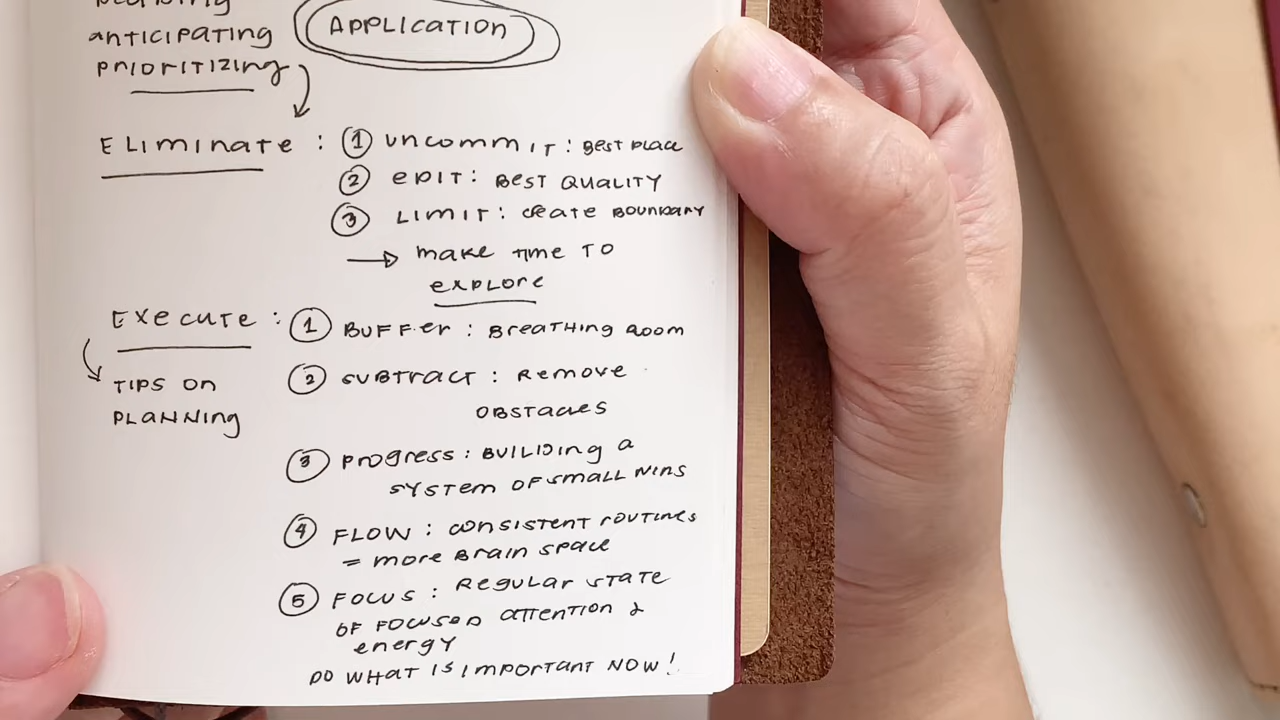 anticipating
prioritizing
APPLICATION
ELiminate : ① uncommit : Best place
② edit : Best QUALITY
③ Limit : create Boundary
→ make time to
explore
Execute : ① Buffer : Breathing Room
② Subtract : Remove
obstacles
TIPS on
PLANNing
③ Progress : Building a
system of small wins
④ FLOW : consistent routines
= more Brain space
⑤ FOCUS : Regular state
of focused attention &
energy
Do what is important now!